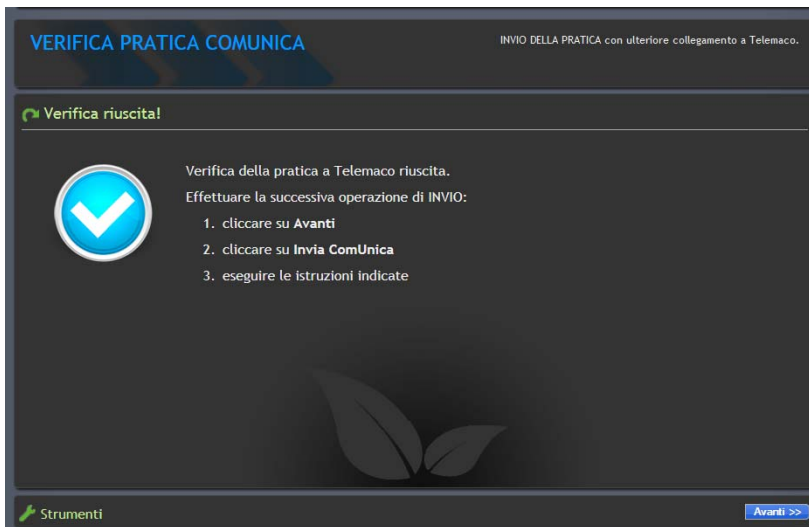 VERIFICA PRATICA COMUNICA
INVIO DELLA PRATICA con ulteriore collegamento a Telemaco.
Verifica riuscita!
Verifica della pratica a Telemaco riuscita.
Effettuare la successiva operazione di INVIO:
1. cliccare su Avanti
2. cliccare su Invia ComUnica
3. eseguire le istruzioni indicate
Strumenti
Avanti >>